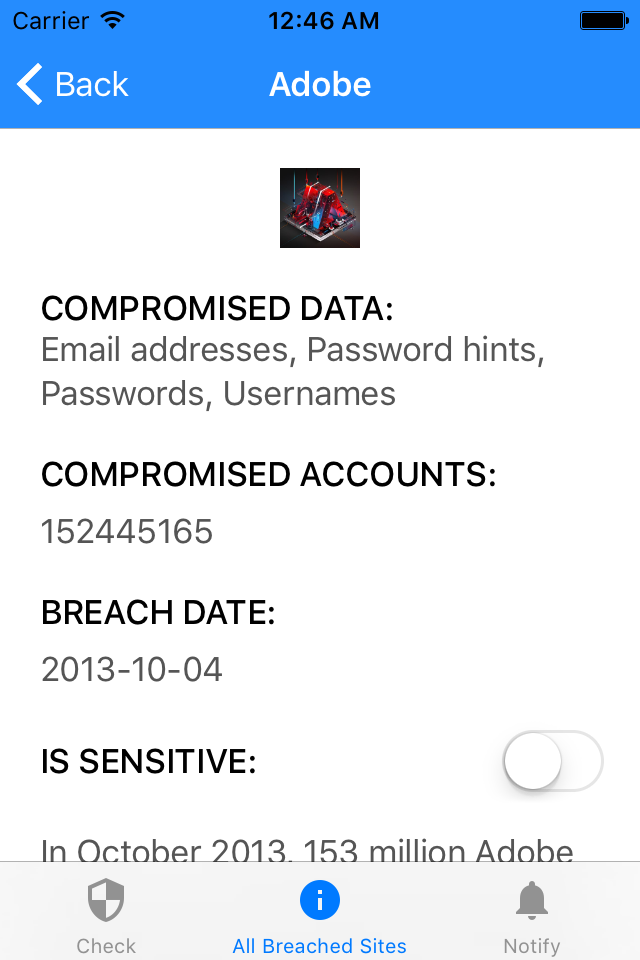 Carrier 12:46 AM
Back Adobe
COMPROMISED DATA:
Email addresses, Password hints,
Passwords, Usernames
COMPROMISED ACCOUNTS:
152445165
BREACH DATE:
2013-10-04
IS SENSITIVE:
In October 2013, 153 million Adobe
Check All Breached Sites Notify